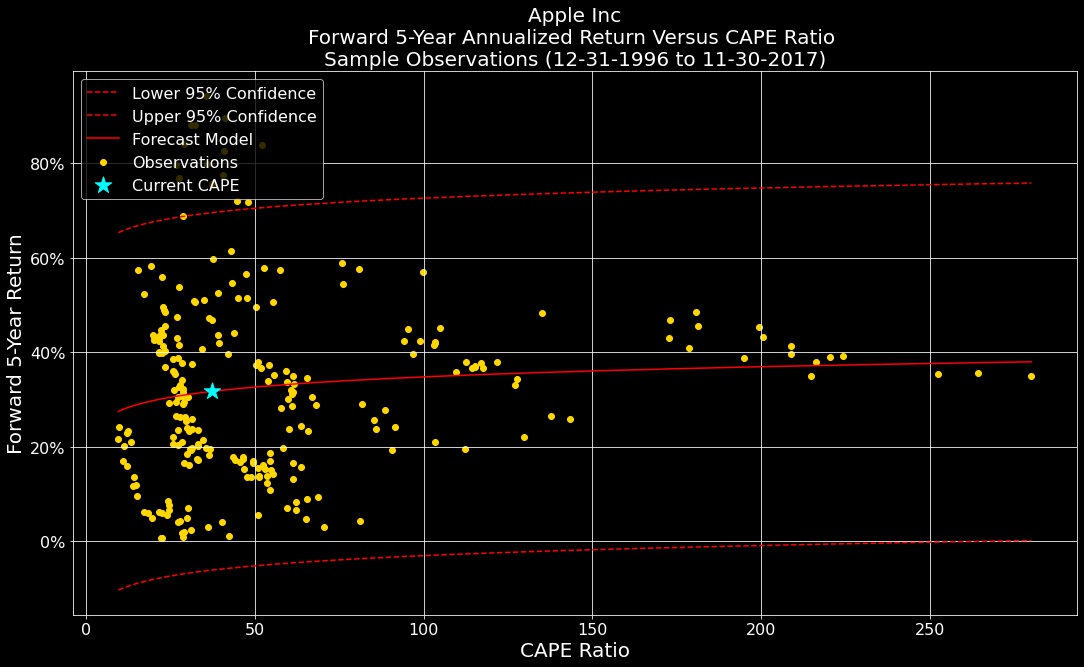 Apple Inc
Forward 5-Year Annualized Return Versus CAPE Ratio
Sample Observations (12-31-1996 to 11-30-2017)
Lower 95% Confidence
Upper 95% Confidence
Forecast Model
Observations
Current CAPE
80%
60%
40%
20%
0%
Forward 5-Year Return
0 50 100 150 200 250
CAPE Ratio